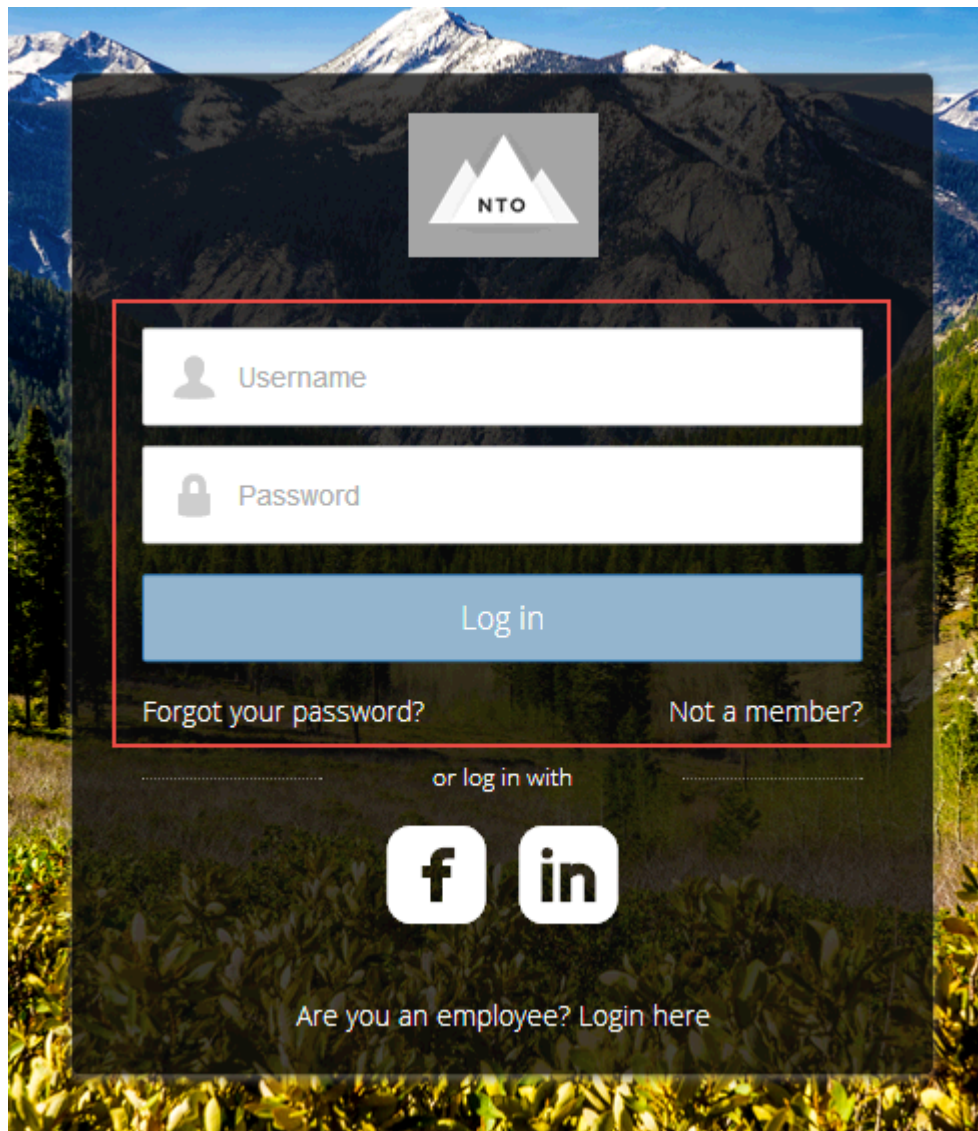 NTO
Username
Password
Log in
Forgot your password? Not a member?
or log in with
f in
Are you an employee? Login here